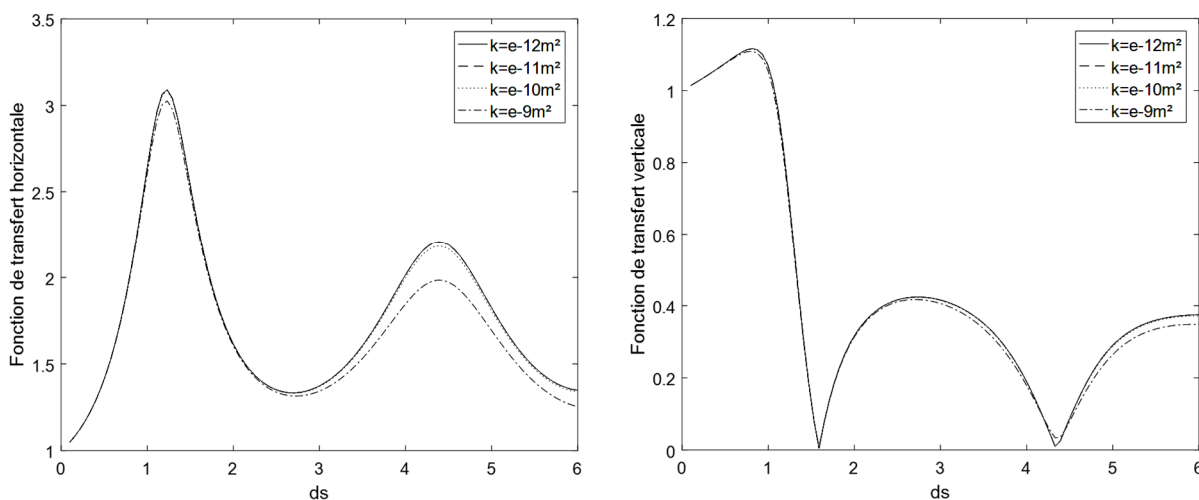 3.5
3
2.5
2
1.5
1
Fonction de transfert horizontale
k=e-12m²
k=e-11m²
k=e-10m²
k=e-9m²
0 1 2 3 4 5 6
ds
1.2
1
0.8
0.6
0.4
0.2
0
Fonction de transfert verticale
k=e-12m²
k=e-11m²
k=e-10m²
k=e-9m²
0 1 2 3 4 5 6
ds